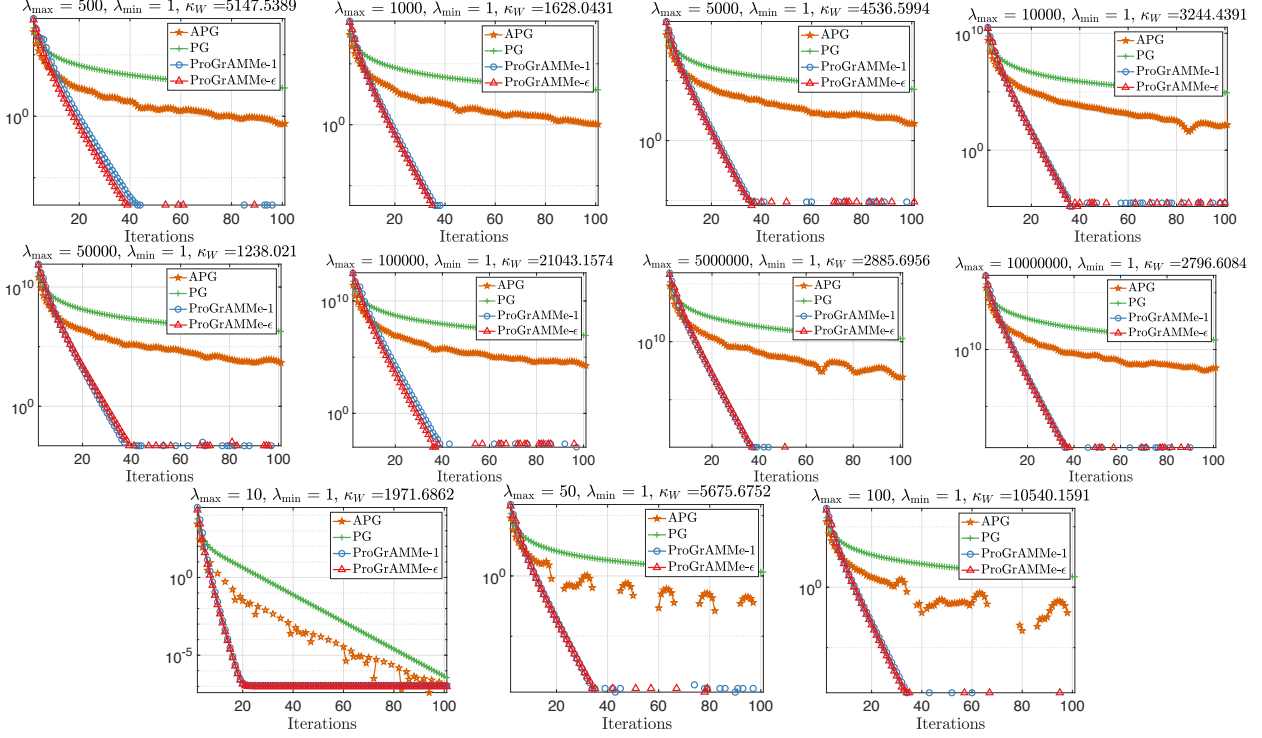 λmax = 500, λmin = 1, κW =5147.5389
APG
PG
ProGrAMMe-1
ProGrAMMe-ϵ
10^0
20 40 60 80 100
Iterations
λmax = 1000, λmin = 1, κW =1628.0431
APG
PG
ProGrAMMe-1
ProGrAMMe-ϵ
10^0
20 40 60 80 100
Iterations
λmax = 5000, λmin = 1, κW =4536.5994
APG
PG
ProGrAMMe-1
ProGrAMMe-ϵ
10^0
20 40 60 80 100
Iterations
λmax = 10000, λmin = 1, κW =3244.4391
10^10
APG
PG
ProGrAMMe-1
ProGrAMMe-ϵ
10^0
20 40 60 80 100
Iterations
λmax = 50000, λmin = 1, κW =1238.021
APG
10^10
PG
ProGrAMMe-1
ProGrAMMe-ϵ
10^0
20 40 60 80 100
Iterations
λmax = 100000, λmin = 1, κW =21043.1574
APG
10^10
PG
ProGrAMMe-1
ProGrAMMe-ϵ
10^0
20 40 60 80 100
Iterations
λmax = 5000000, λmin = 1, κW =2885.6956
APG
PG
ProGrAMMe-1
ProGrAMMe-ϵ
10^10
20 40 60 80 100
Iterations
λmax = 10000000, λmin = 1, κW =2796.6084
APG
PG
ProGrAMMe-1
ProGrAMMe-ϵ
10^10
20 40 60 80 100
Iterations
λmax = 10, λmin = 1, κW =1971.6862
APG
PG
ProGrAMMe-1
ProGrAMMe-ϵ
10^0
10^-5
20 40 60 80 100
Iterations
λmax = 50, λmin = 1, κW =5675.6752
APG
PG
ProGrAMMe-1
ProGrAMMe-ϵ
10^0
20 40 60 80 100
Iterations
λmax = 100, λmin = 1, κW =10540.1591
APG
PG
ProGrAMMe-1
ProGrAMMe-ϵ
10^0
20 40 60 80 100
Iterations